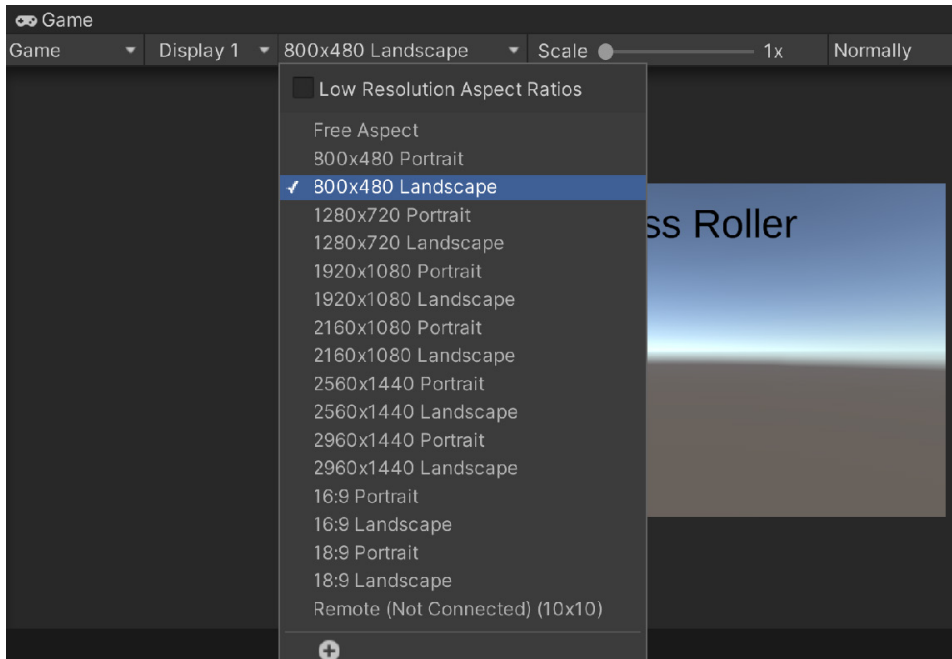 Game
Game Display 1 800x480 Landscape Scale 1x Normally
Low Resolution Aspect Ratios
Free Aspect
800x480 Portrait
800x480 Landscape
1280x720 Portrait
1280x720 Landscape
1920x1080 Portrait
1920x1080 Landscape
2160x1080 Portrait
2160x1080 Landscape
2560x1440 Portrait
2560x1440 Landscape
2960x1440 Portrait
2960x1440 Landscape
16:9 Portrait
16:9 Landscape
18:9 Portrait
18:9 Landscape
Remote (Not Connected) (10x10)
ss Roller